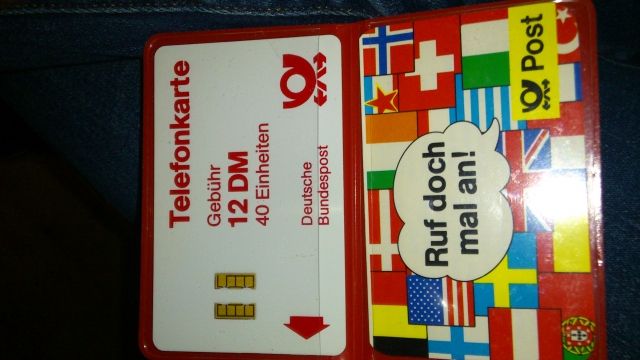 Telefonkarte
Gebühr
12 DM
40 Einheiten
Deutsche
Bundespost
Post
Ruf doch
mal an!